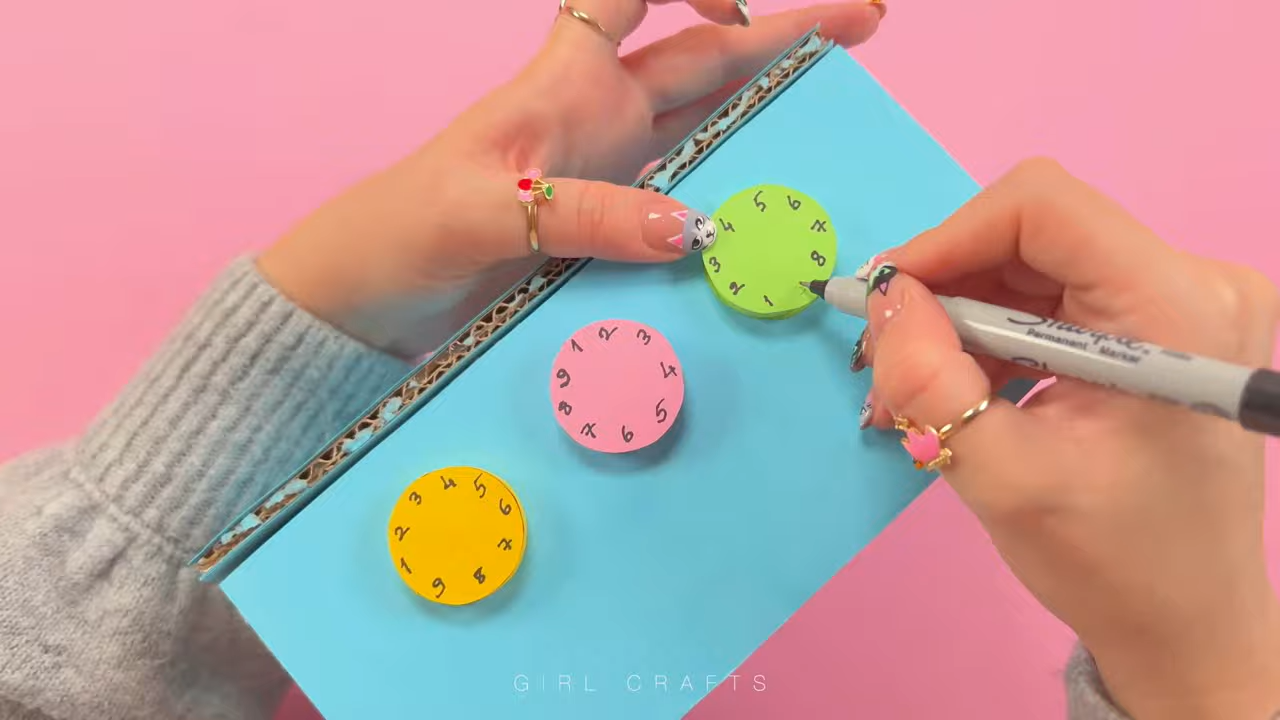 1 2 3 4 5 6 7 8
1 2 3 4 5 6 7 8 9
1 2 3 4 5 6 7 8 9
Sharpie
Permanent Marker
GIRL CRAFTS